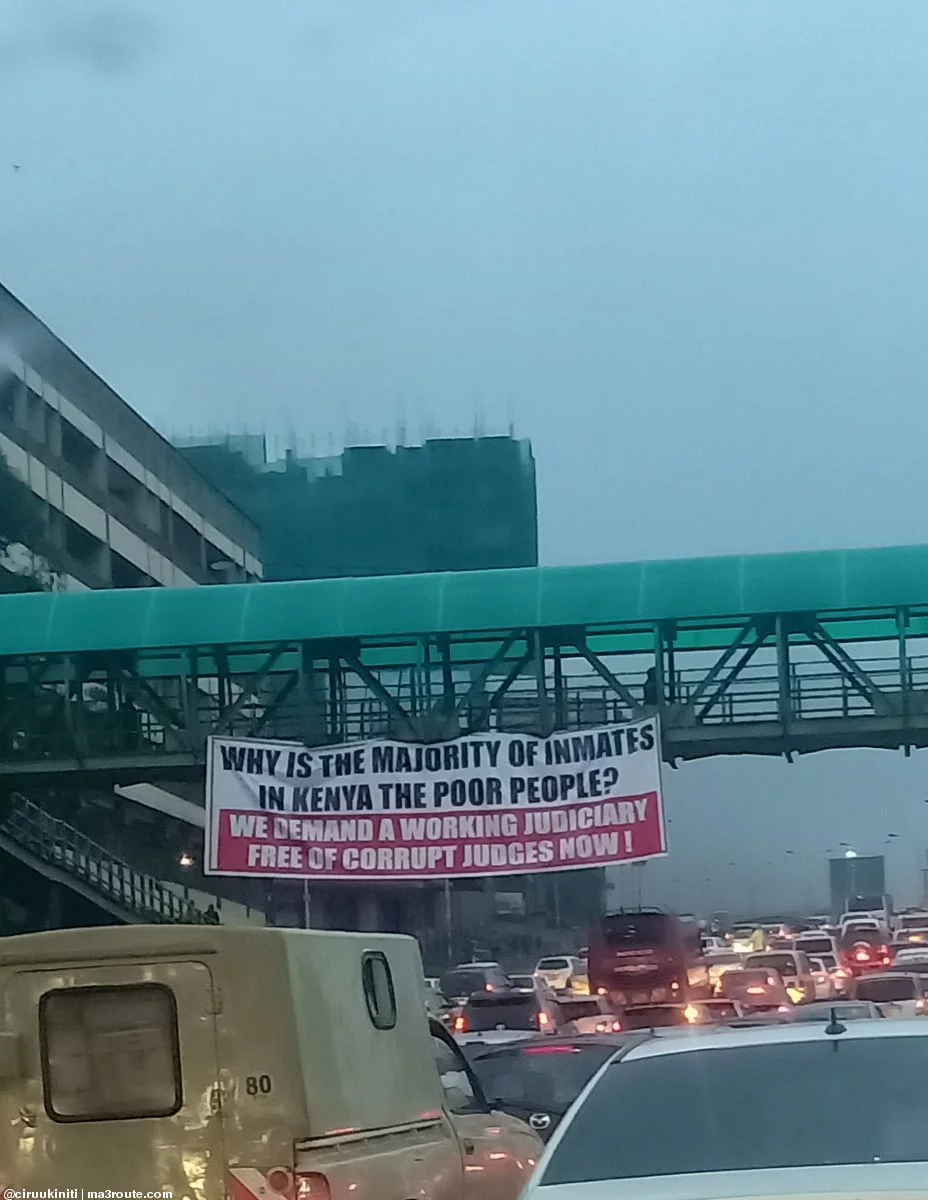 WHY IS THE MAJORITY OF INMATES
IN KENYA THE POOR PEOPLE?
WE DEMAND A WORKING JUDICIARY
FREE OF CORRUPT JUDGES NOW !
80
@ciruukiniti | ma3route.com